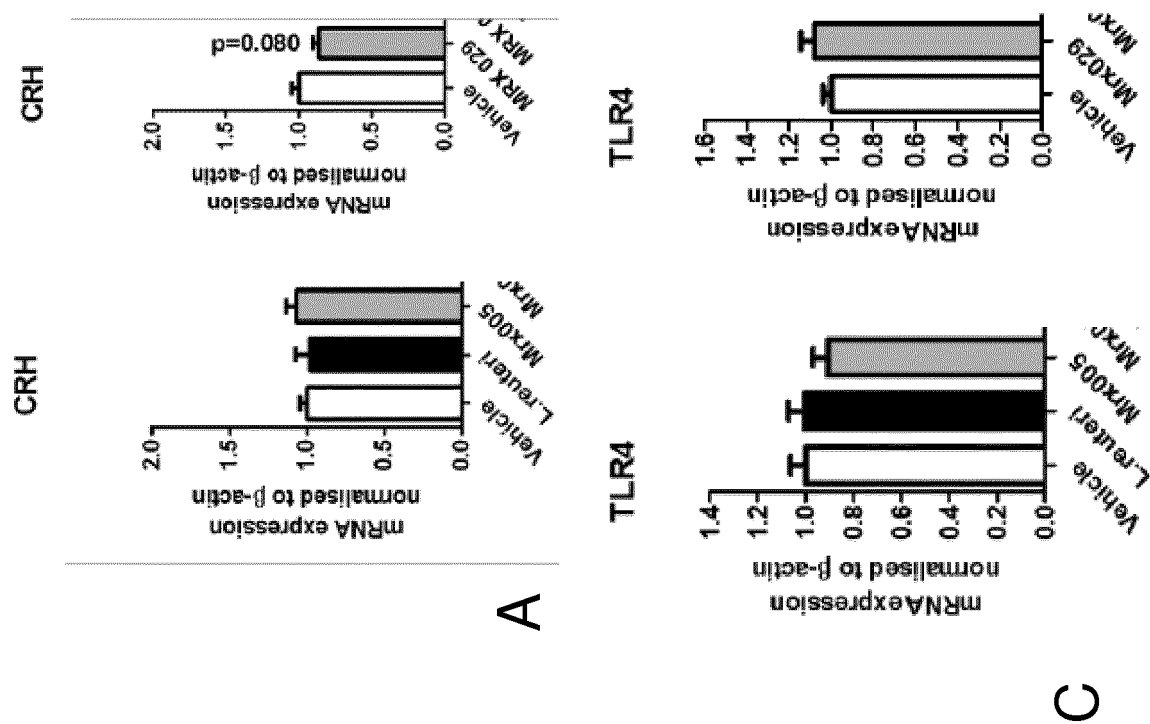 A
CRH
mRNA expression
normalised to β-actin
2.0
1.5
1.0
0.5
0.0
Vehicle
L.reuteri
Mrx005
CRH
mRNA expression
normalised to β-actin
2.0
1.5
1.0
0.5
0.0
p=0.080
Vehicle
MRX 029
C
TLR4
mRNA expression
normalised to β-actin
1.4
1.2
1.0
0.8
0.6
0.4
0.2
0.0
Vehicle
L.reuteri
Mrx005
TLR4
mRNA expression
normalised to β-actin
1.6
1.4
1.2
1.0
0.8
0.6
0.4
0.2
0.0
Vehicle
Mrx029